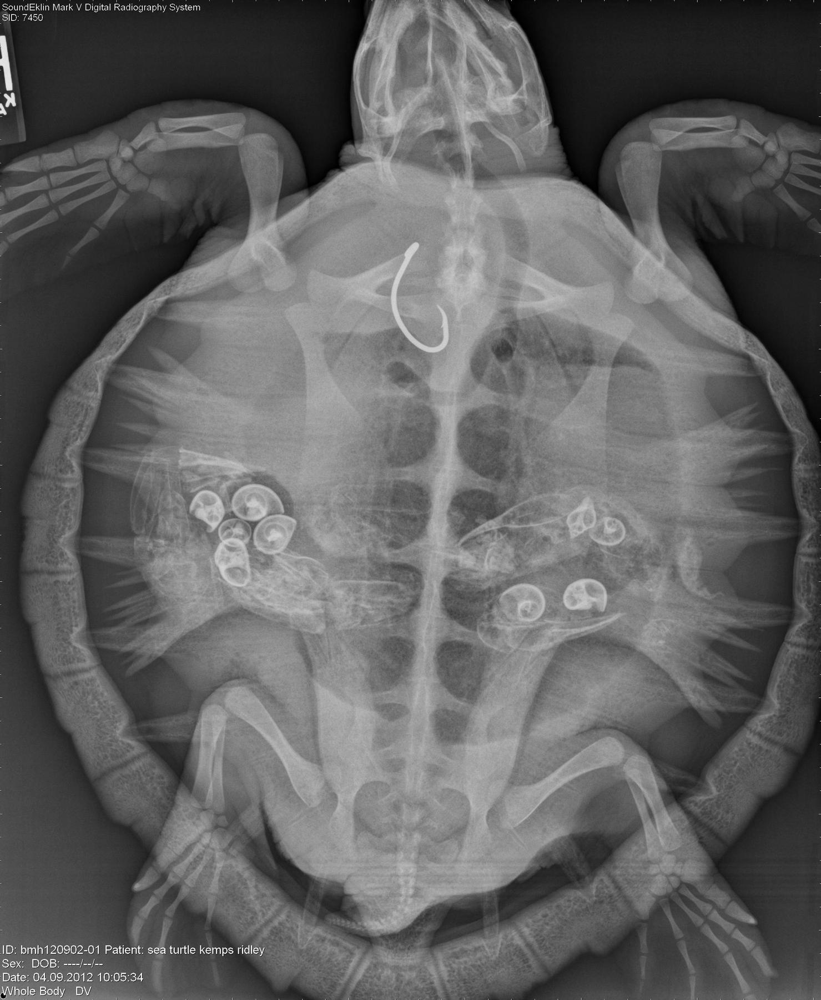 SoundEklin Mark V Digital Radiography System
SID: 7450
ID: bmh120902-01 Patient: sea turtle kemps ridley
Sex: DOB: ----/--/--
Date: 04.09.2012 10:05:34
Whole Body DV